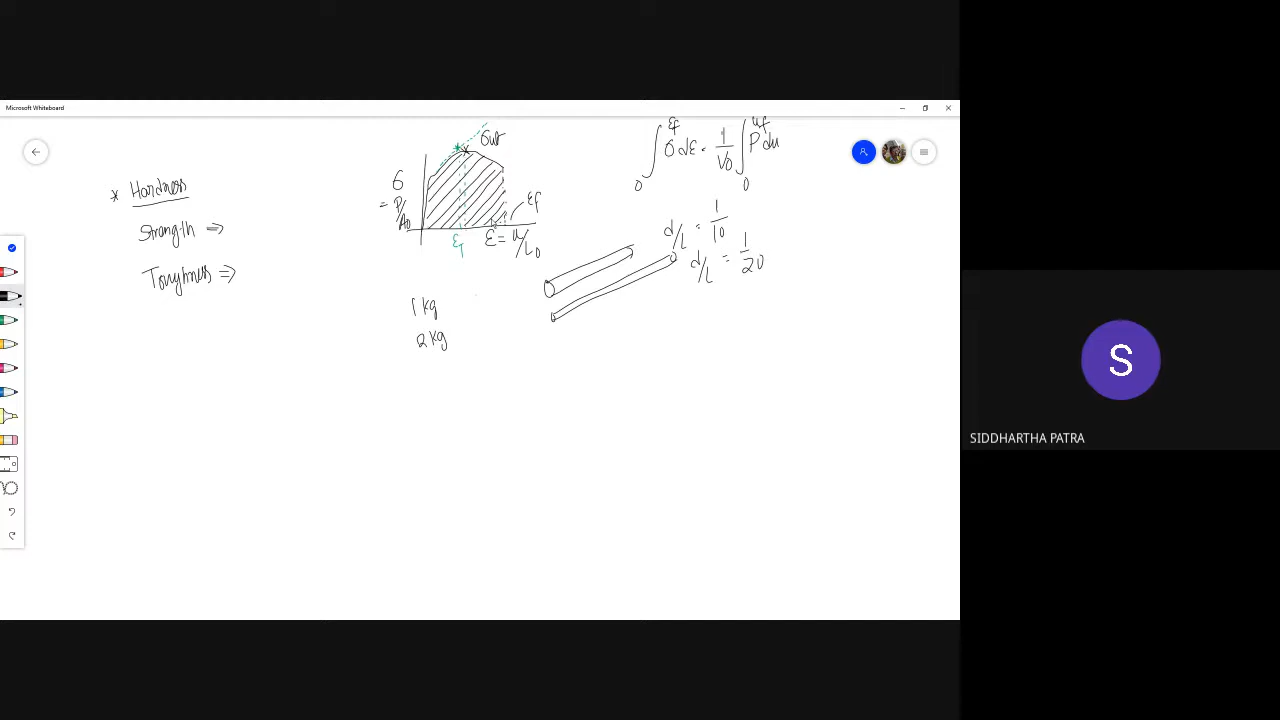 Microsoft Whiteboard
* Hardness
Strength ⇒
Toughness ⇒
σ
= P/A0
σut
εf
ε = u/L0
εT
∫ 0 εf σ dε = 1/V0 ∫ 0 uf P du
d/L = 1/10
d/L = 1/20
1 kg
2 kg
S
SIDDHARTHA PATRA